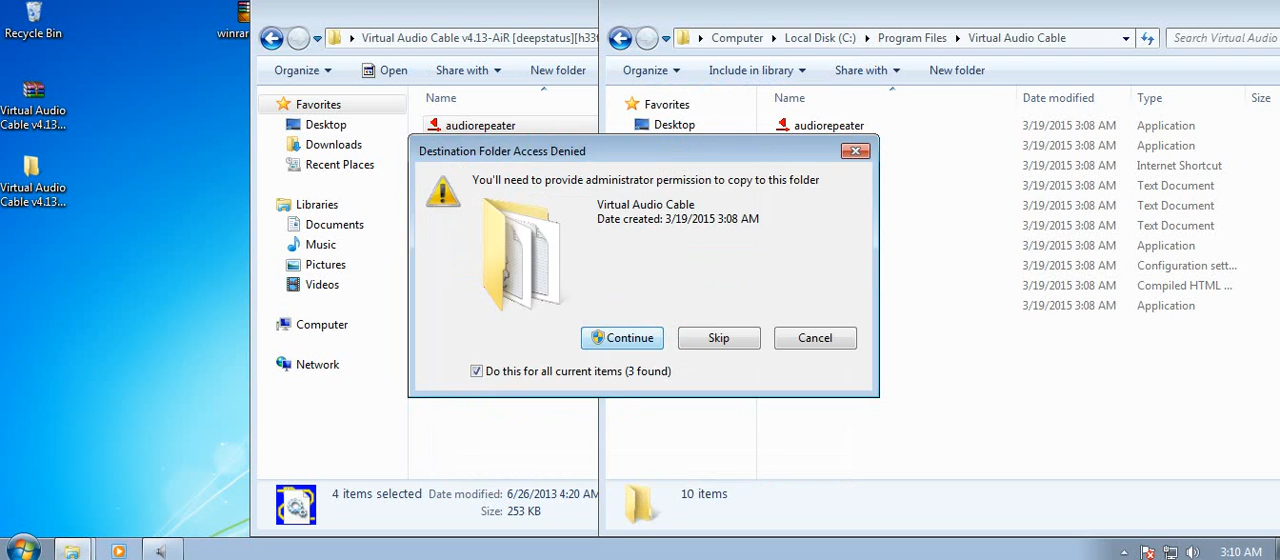 Recycle Bin
winrar
Virtual Audio
Cable v4.13...
Virtual Audio
Cable v4.13...
Virtual Audio Cable v4.13-AiR [deepstatus][h33t
Organize
Open
Share with
New folder
Favorites
Desktop
Downloads
Recent Places
Libraries
Documents
Music
Pictures
Videos
Computer
Network
Name
audiorepeater
4 items selected
Date modified: 6/26/2013 4:20 AM
Size: 253 KB
Computer
Local Disk (C:)
Program Files
Virtual Audio Cable
Search Virtual Audio
Organize
Include in library
Share with
New folder
Favorites
Desktop
Name
Date modified
Type
Size
audiorepeater
3/19/2015 3:08 AM
Application
3/19/2015 3:08 AM
Application
3/19/2015 3:08 AM
Internet Shortcut
3/19/2015 3:08 AM
Text Document
3/19/2015 3:08 AM
Text Document
3/19/2015 3:08 AM
Text Document
3/19/2015 3:08 AM
Application
3/19/2015 3:08 AM
Configuration sett...
3/19/2015 3:08 AM
Compiled HTML ...
3/19/2015 3:08 AM
Application
10 items
Destination Folder Access Denied
You'll need to provide administrator permission to copy to this folder
Virtual Audio Cable
Date created: 3/19/2015 3:08 AM
Continue
Skip
Cancel
Do this for all current items (3 found)
3:10 AM